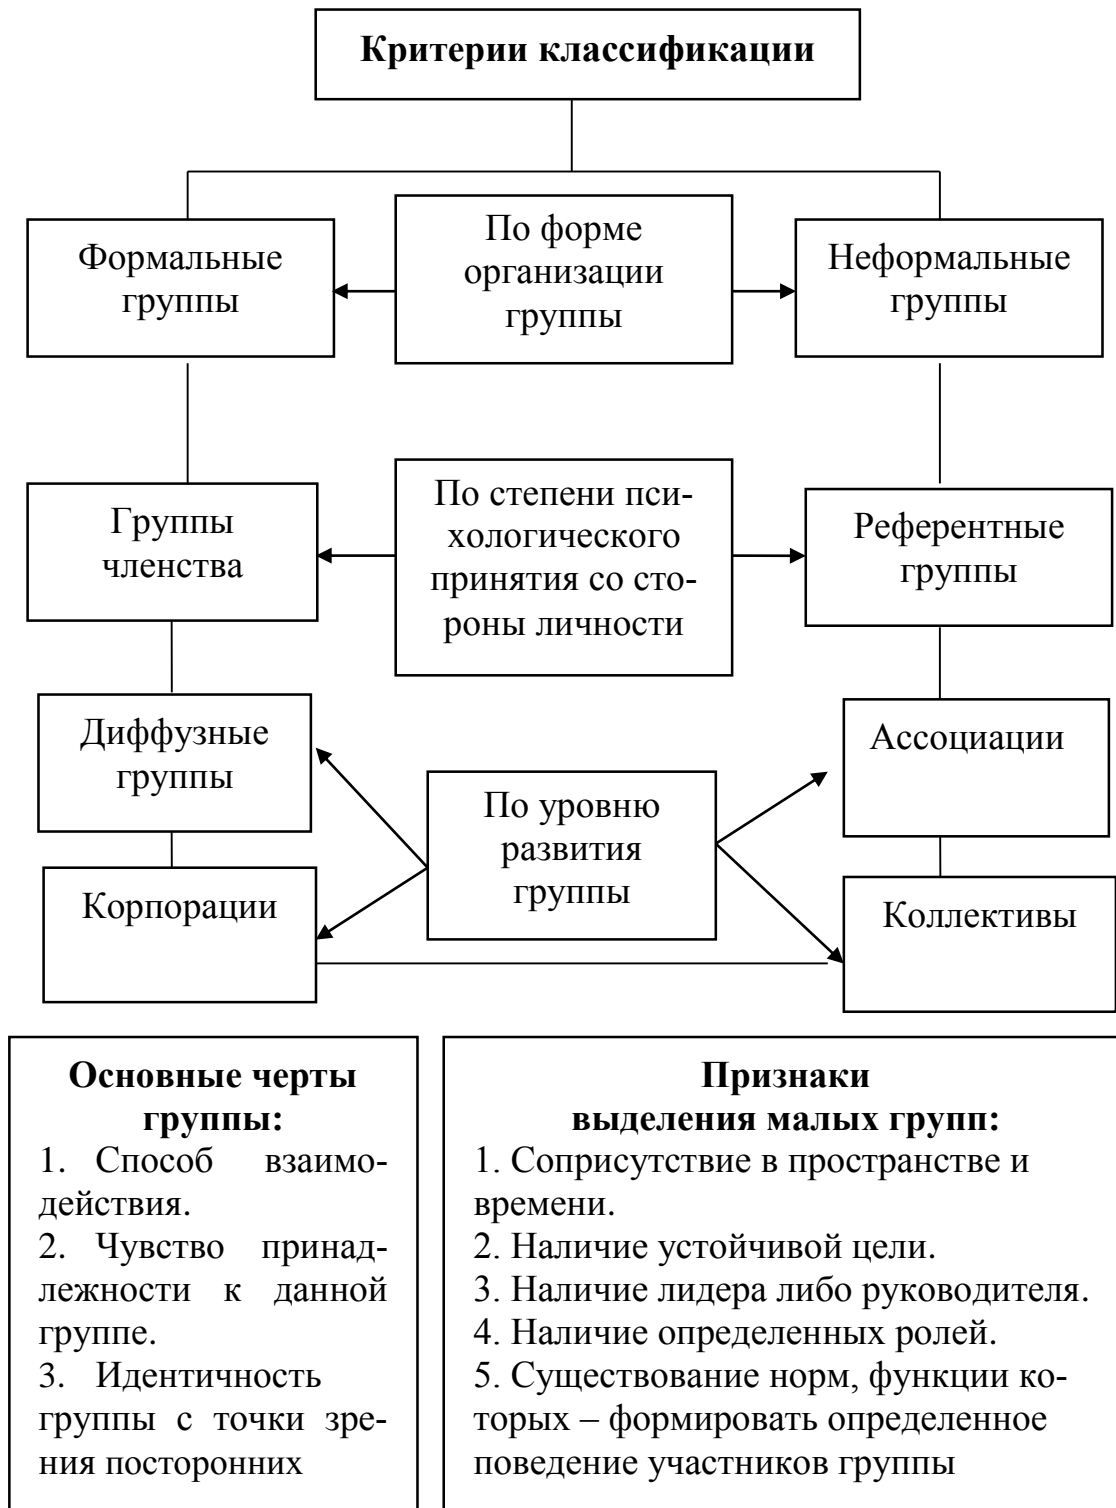 Критерии классификации
Формальные
группы
По форме
организации
группы
Неформальные
группы
Группы
членства
По степени пси-
хологического
принятия со сто-
роны личности
Референтные
группы
Диффузные
группы
Ассоциации
По уровню
развития
группы
Корпорации
Коллективы
Основные черты
группы:
1. Способ взаимо-
действия.
2. Чувство принад-
лежности к данной
группе.
3. Идентичность
группы с точки зре-
ния посторонних
Признаки
выделения малых групп:
1. Соприсутствие в пространстве и
времени.
2. Наличие устойчивой цели.
3. Наличие лидера либо руководителя.
4. Наличие определенных ролей.
5. Существование норм, функции ко-
торых – формировать определенное
поведение участников группы